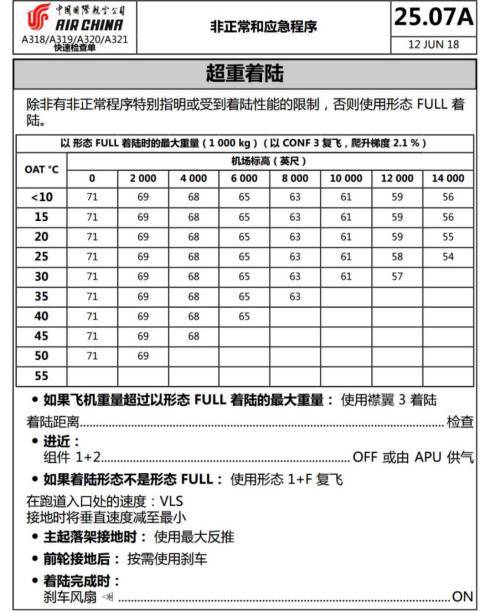 中国国际航空公司
AIR CHINA
A318/A319/A320/A321
快速检查单
非正常和应急程序
25.07A
12 JUN 18
超重着陆
除非有非正常程序特别指明或受到着陆性能的限制，否则使用形态 FULL 着
陆。
以 形态 FULL 着陆时的最大重量（1 000 kg）（以 CONF 3 复飞，爬升梯度 2.1 %）
OAT °C 机场标高（英尺）
0 2 000 4 000 6 000 8 000 10 000 12 000 14 000
<10 71 69 68 65 63 61 59 56
15 71 69 68 65 63 61 59 56
20 71 69 68 65 63 61 59 55
25 71 69 68 65 63 61 58 54
30 71 69 68 65 63 61 57
35 71 69 68 65 63
40 71 69 68 65
45 71 69 68
50 71 69
55
• 如果飞机重量超过以形态 FULL 着陆的最大重量： 使用襟翼 3 着陆
着陆距离..........检查
• 进近：
组件 1+2..........OFF 或由 APU 供气
• 如果着陆形态不是形态 FULL： 使用形态 1+F 复飞
在跑道入口处的速度：VLS
接地时将垂直速度减至最小
• 主起落架接地时： 使用最大反推
• 前轮接地后： 按需使用刹车
• 着陆完成时：
刹车风扇 ..........ON